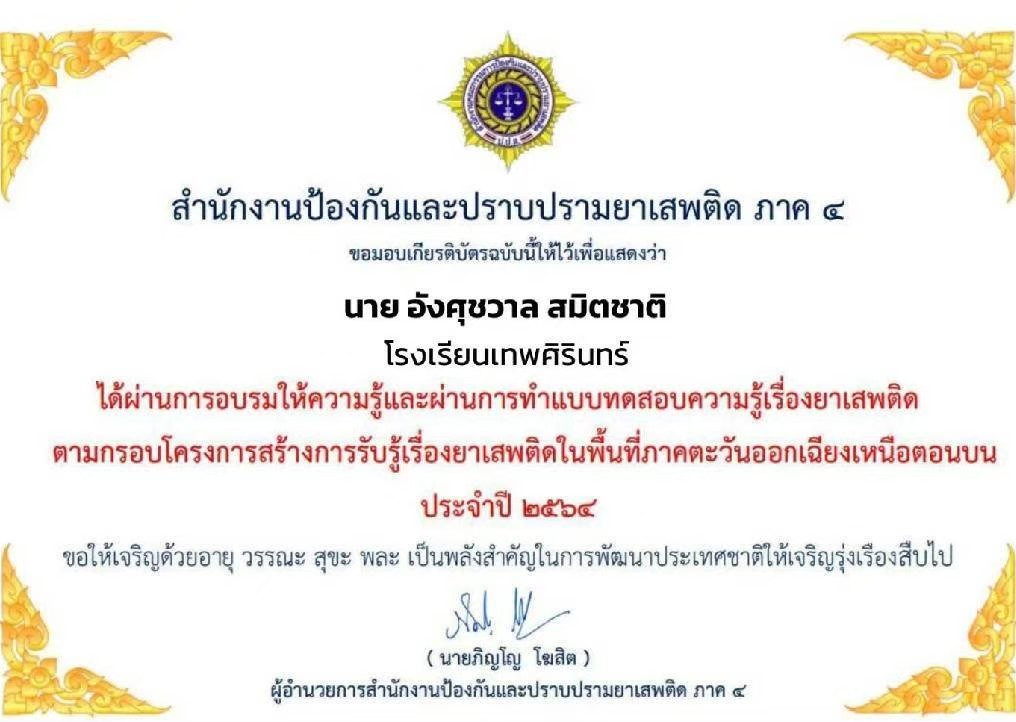 สำนักงานป้องกันและปราบปรามยาเสพติด ภาค ๔
ขอมอบเกียรติบัตรฉบับนี้ให้ไว้เพื่อแสดงว่า
นาย อังศุชวาล สมิตชาติ
โรงเรียนเทพศิรินทร์
ได้ผ่านการอบรมให้ความรู้และผ่านการทำแบบทดสอบความรู้เรื่องยาเสพติด
ตามกรอบโครงการสร้างการรับรู้เรื่องยาเสพติดในพื้นที่ภาคตะวันออกเฉียงเหนือตอนบน
ประจำปี ๒๕๖๔
ขอให้เจริญด้วยอายุ วรรณะ สุขะ พละ เป็นพลังสำคัญในการพัฒนาประเทศชาติให้เจริญรุ่งเรืองสืบไป
( นายภิญโญ โฆสิต )
ผู้อำนวยการสำนักงานป้องกันและปราบปรามยาเสพติด ภาค ๔